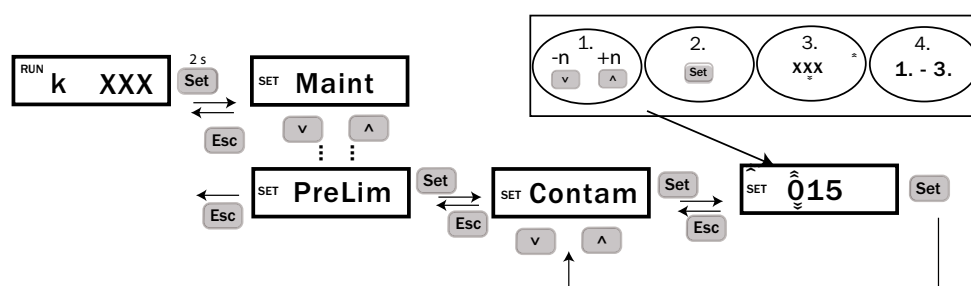 1.
-n +n
v ^
2.
Set
3.
xxx
4.
1. - 3.
RUN k XXX
2 s
Set
Esc
SET Maint
v ^
SET PreLim
Esc
Set
Esc
SET Contam
v ^
Set
Esc
SET 015
Set